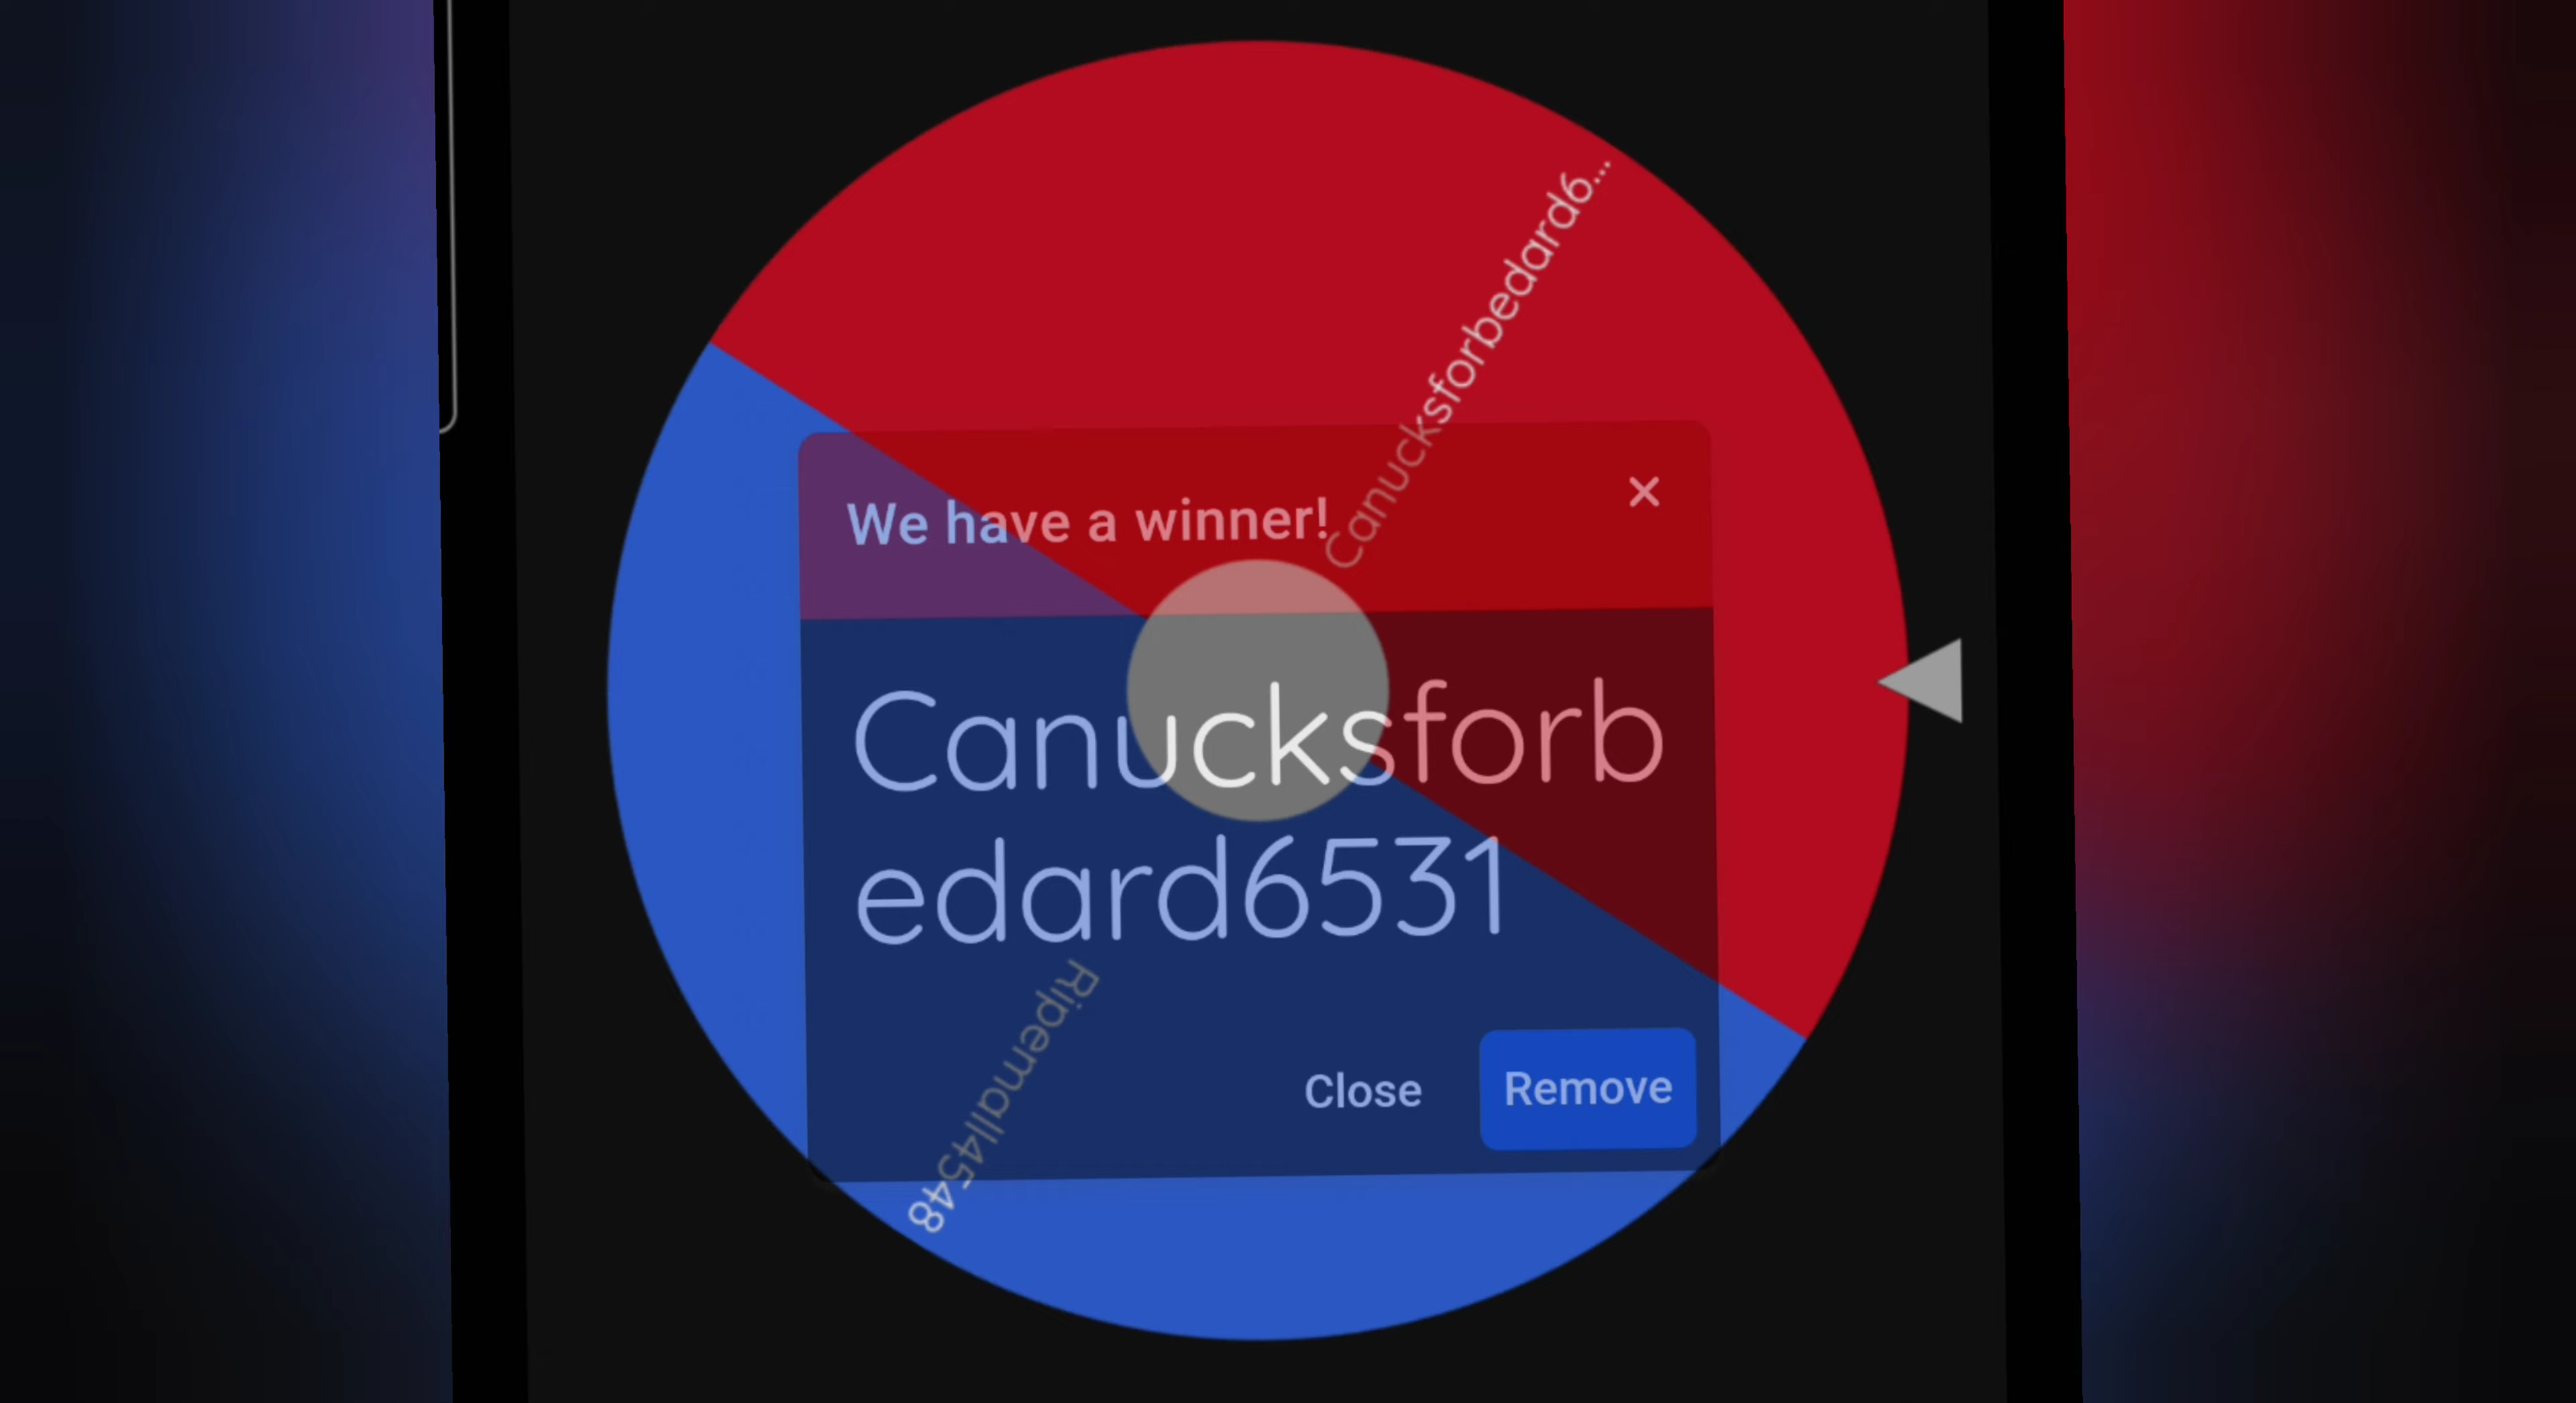 Canucksforbedard6...
We have a winner!
Canucksforb
edard6531
Ripemall4548
Close
Remove